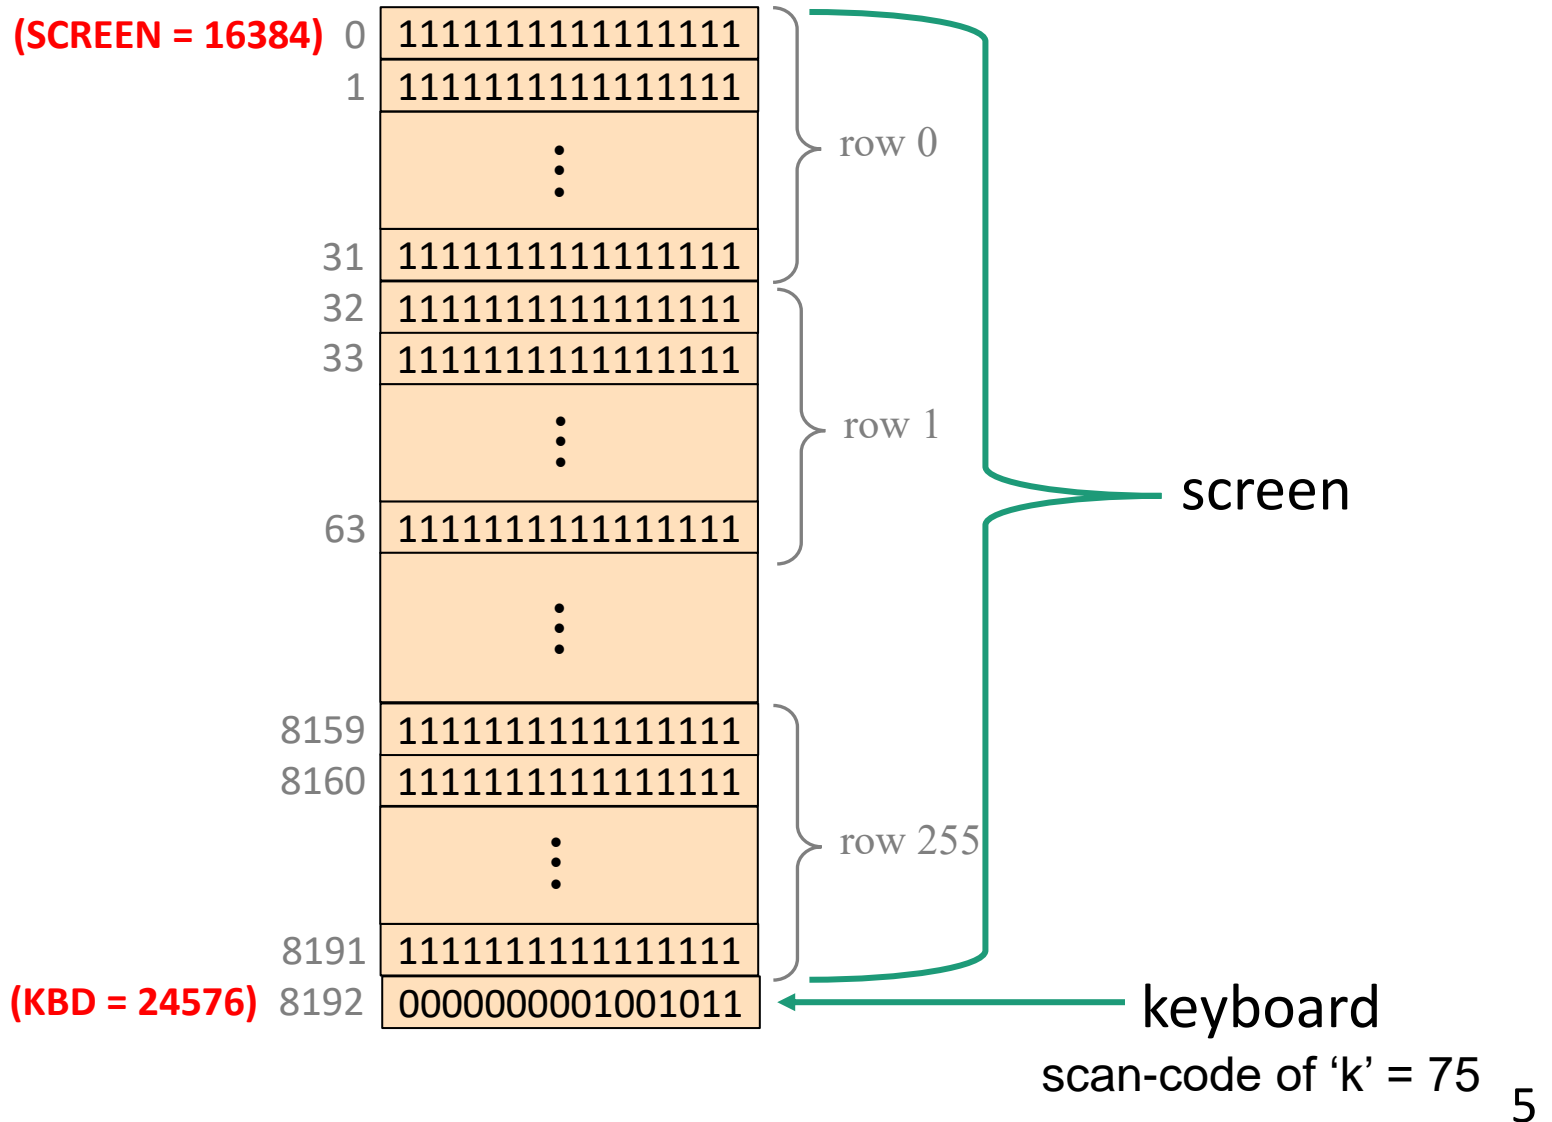 (SCREEN = 16384) 0 1111111111111111
1 1111111111111111
row 0
31 1111111111111111
32 1111111111111111
33 1111111111111111
row 1
screen
63 1111111111111111
8159 1111111111111111
8160 1111111111111111
row 255
8191 1111111111111111
(KBD = 24576) 8192 0000000001001011
keyboard
scan-code of ‘k’ = 75
5